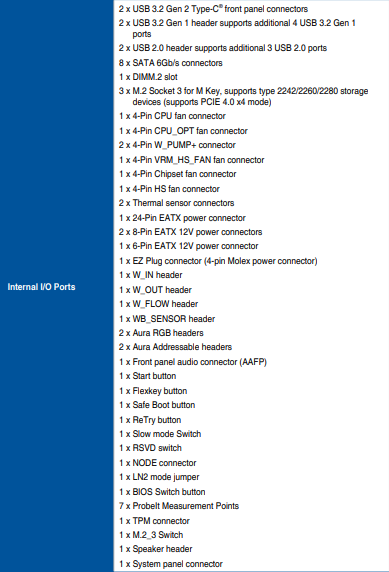 Internal I/O Ports
2 x USB 3.2 Gen 2 Type-C® front panel connectors
2 x USB 3.2 Gen 1 header supports additional 4 USB 3.2 Gen 1
ports
2 x USB 2.0 header supports additional 3 USB 2.0 ports
8 x SATA 6Gb/s connectors
1 x DIMM.2 slot
3 x M.2 Socket 3 for M Key, supports type 2242/2260/2280 storage
devices (supports PCIE 4.0 x4 mode)
1 x 4-Pin CPU fan connector
1 x 4-Pin CPU_OPT fan connector
2 x 4-Pin W_PUMP+ connector
1 x 4-Pin VRM_HS_FAN fan connector
1 x 4-Pin Chipset fan connector
1 x 4-Pin HS fan connector
2 x Thermal sensor connectors
1 x 24-Pin EATX power connector
2 x 8-Pin EATX 12V power connectors
1 x 6-Pin EATX 12V power connector
1 x EZ Plug connector (4-pin Molex power connector)
1 x W_IN header
1 x W_OUT header
1 x W_FLOW header
1 x WB_SENSOR header
2 x Aura RGB headers
2 x Aura Addressable headers
1 x Front panel audio connector (AAFP)
1 x Start button
1 x Flexkey button
1 x Safe Boot button
1 x ReTry button
1 x Slow mode Switch
1 x RSVD switch
1 x NODE connector
1 x LN2 mode jumper
1 x BIOS Switch button
7 x ProbeIt Measurement Points
1 x TPM connector
1 x M.2_3 Switch
1 x Speaker header
1 x System panel connector